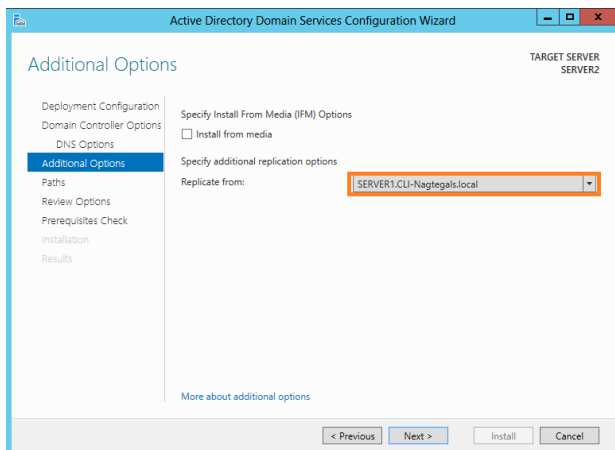 Active Directory Domain Services Configuration Wizard
Additional Options
TARGET SERVER
SERVER2
Deployment Configuration
Domain Controller Options
DNS Options
Additional Options
Paths
Review Options
Prerequisites Check
Installation
Results
Specify Install From Media (IFM) Options
Install from media
Specify additional replication options
Replicate from:
SERVER1.CLI-Nagtegals.local
More about additional options
< Previous
Next >
Install
Cancel